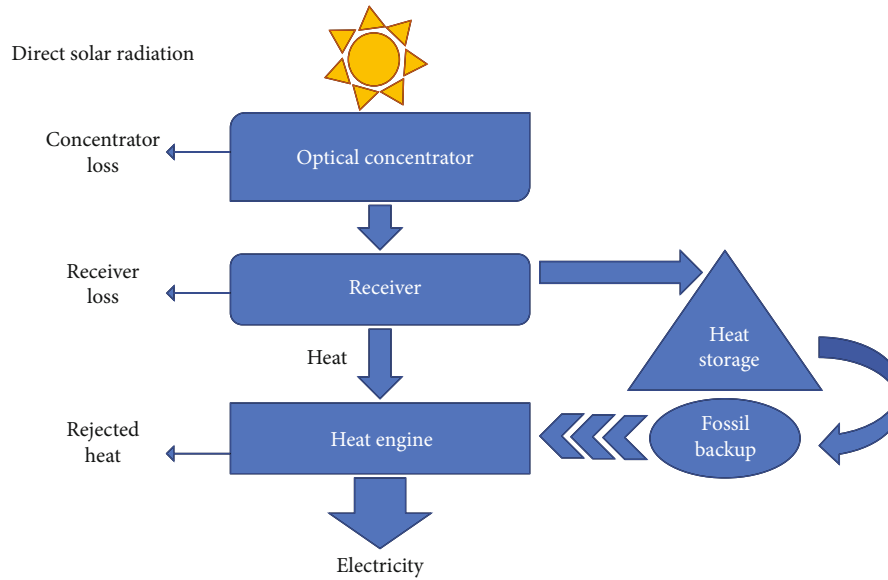 Direct solar radiation
Concentrator
loss
Optical concentrator
Receiver
loss
Receiver
Heat
storage
Heat
Rejected
heat
Heat engine
Fossil
backup
Electricity